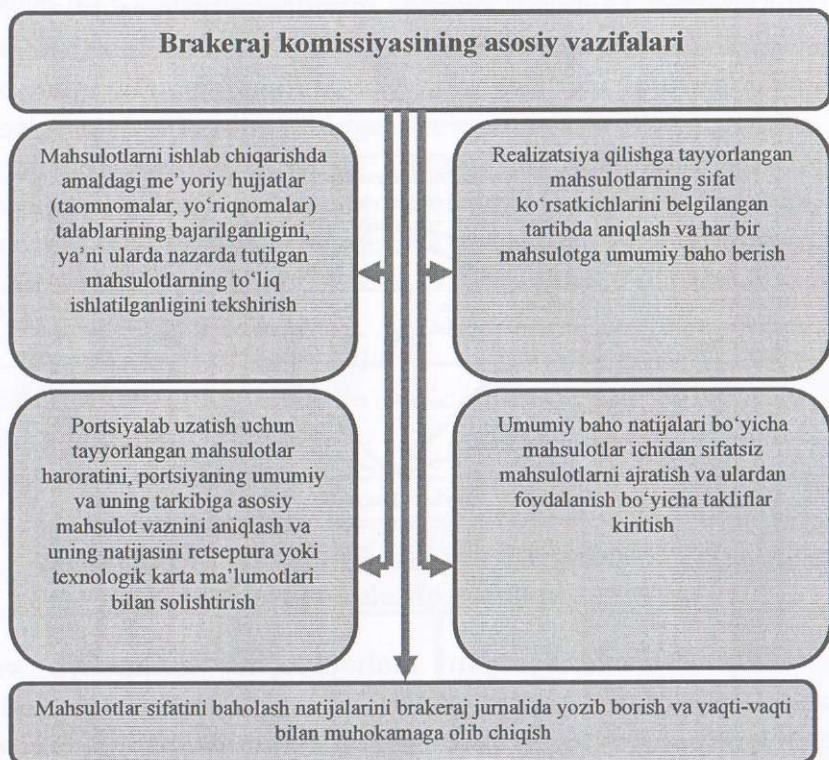 Brakeraj komissiyasining asosiy vazifalari
Mahsulotlarni ishlab chiqarishda
amaldagi me’yoriy hujjatlar
(taomnomalar, yo‘riqnomalar)
talablarining bajarilganligini,
ya’ni ularda nazarda tutilgan
mahsulotlarning to‘liq
ishlatilganligini tekshirish
Realizatsiya qilishga tayyorlangan
mahsulotlarning sifat
ko‘rsatkichlarini belgilangan
tartibda aniqlash va har bir
mahsulotga umumiy baho berish
Portsiyalab uzatish uchun
tayyorlangan mahsulotlar
haroratini, portsiyaning umumiy
va uning tarkibiga asosiy
mahsulot vaznini aniqlash va
uning natijasini retseptura yoki
texnologik karta ma’lumotlari
bilan solishtirish
Umumiy baho natijalari bo‘yicha
mahsulotlar ichidan sifatsiz
mahsulotlarni ajratish va ulardan
foydalanish bo‘yicha takliflar
kiritish
Mahsulotlar sifatini baholash natijalarini brakeraj jurnalida yozib borish va vaqti-vaqti
bilan muhokamaga olib chiqish